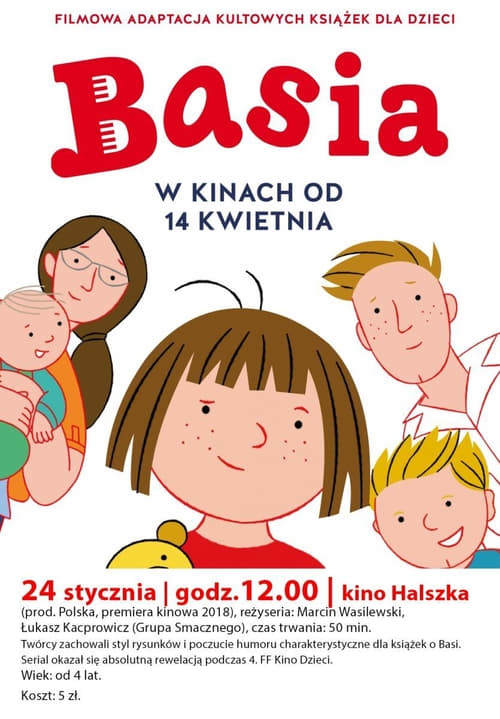 FILMOWA ADAPTACJA KULTOWYCH KSIĄŻEK DLA DZIECI
Basia
W KINACH OD
14 KWIETNIA
24 stycznia | godz.12.00 | kino Halszka
(prod. Polska, premiera kinowa 2018), reżyseria: Marcin Wasilewski,
Łukasz Kacprowicz (Grupa Smacznego), czas trwania: 50 min.
Twórcy zachowali styl rysunków i poczucie humoru charakterystyczne dla książek o Basi.
Serial okazał się absolutną rewelacją podczas 4. FF Kino Dzieci.
Wiek: od 4 lat.
Koszt: 5 zł.